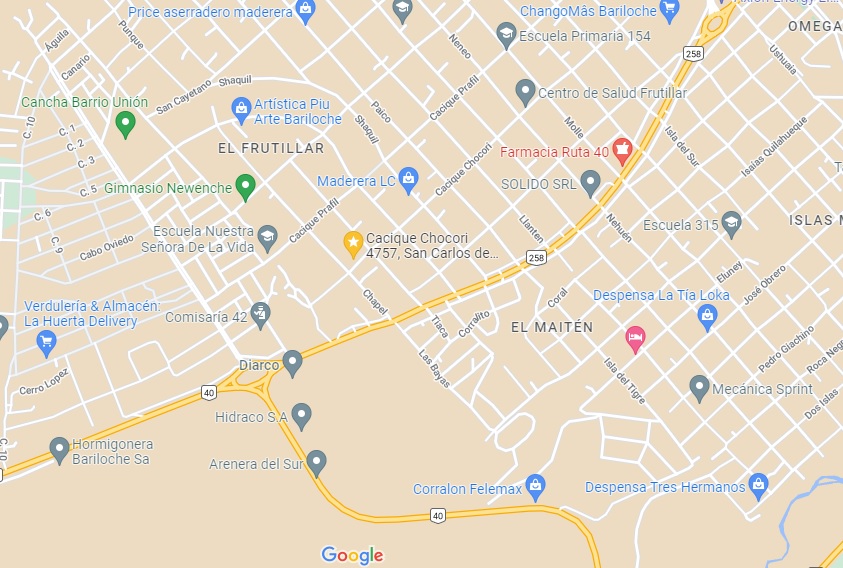 Price aserradero maderera
ChangoMâs Bariloche
OMEGA
Águila
Punque
Neneo
Escuela Primaria 154
258
Ushuaia
Canario
San Cayetano
Shaquil
Cacique Prafil
Centro de Salud Frutillar
Cancha Barrio Unión
Artística Piu
Arte Bariloche
Paico
Shaquil
Molle
Isla del Sur
Isaias Quilahueque
C. 10
C. 1
C. 2
C. 3
EL FRUTILLAR
Farmacia Ruta 40
Cacique Chocori
Maderera LC
SOLIDO SRL
C. 5
Gimnasio Newenche
C. 6
Cacique Prafil
Llanten
Nehuén
Escuela 315
ISLAS M
Escuela Nuestra
Señora De La Vida
Cacique Chocori
4757, San Carlos de...
C. 9
Cabo Oviedo
258
Eluney
José Obrero
Despensa La Tía Loka
Coral
Chapel
Verdulería & Almacén:
La Huerta Delivery
Comisaría 42
Tiaca
Corralito
EL MAITÉN
Pedro Giachino
Roca Neg
Diarco
Las Bayas
Isla del Tigre
Cerro Lopez
40
Mecánica Sprint
Dos Islas
Hidraco S.A
Hormigonera
Bariloche Sa
C. 10
Arenera del Sur
Corralon Felemax
Despensa Tres Hermanos
40
Google